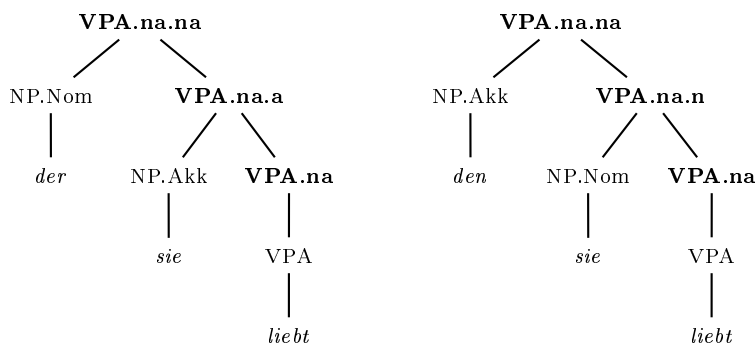 VPA.na.na VPA.na.na
NP.Nom VPA.na.a NP.Akk VPA.na.n
der NP.Akk VPA.na den NP.Nom VPA.na
sie VPA sie VPA
liebt liebt